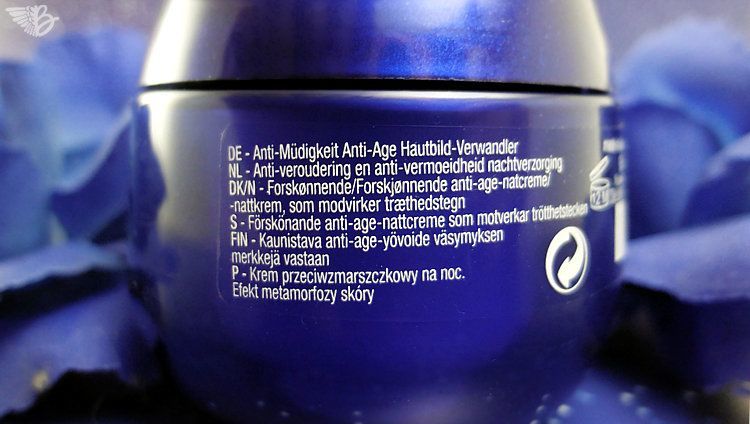 DE - Anti-Müdigkeit Anti-Age Hautbild-Verwandler
NL - Anti-veroudering en anti-vermoeidheid nachtverzorging
DK/N - Forskønnende/Forskjønnende anti-age-natcreme/
-nattkrem, som modvirker træthedstegn
S - Förskönande anti-age-nattcreme som motverkar trötthetstecken
FIN - Kaunistava anti-age-yövoide väsymyksen
merkkejä vastaan
P - Krem przeciwzmarszczkowy na noc.
Efekt metamorfozy skóry